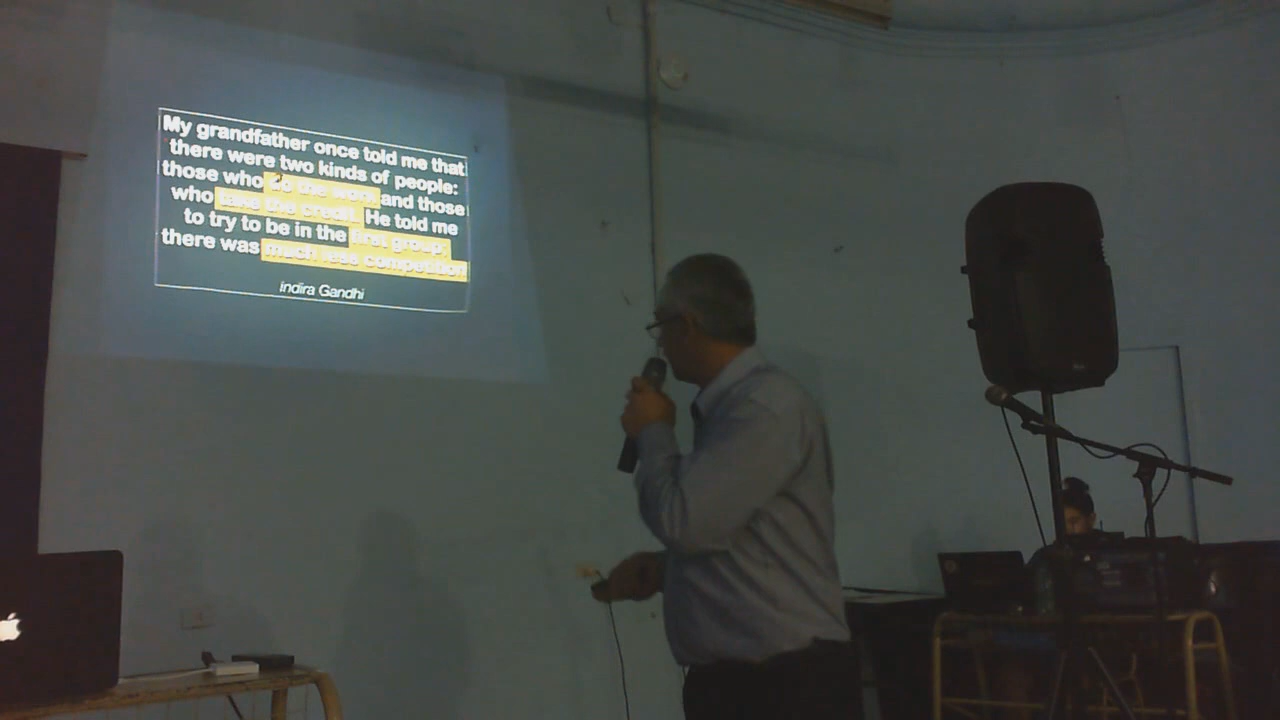 My grandfather once told me that
there were two kinds of people:
those who do the work and those
who take the credit. He told me
to try to be in the first group;
there was much less competition
Indira Gandhi